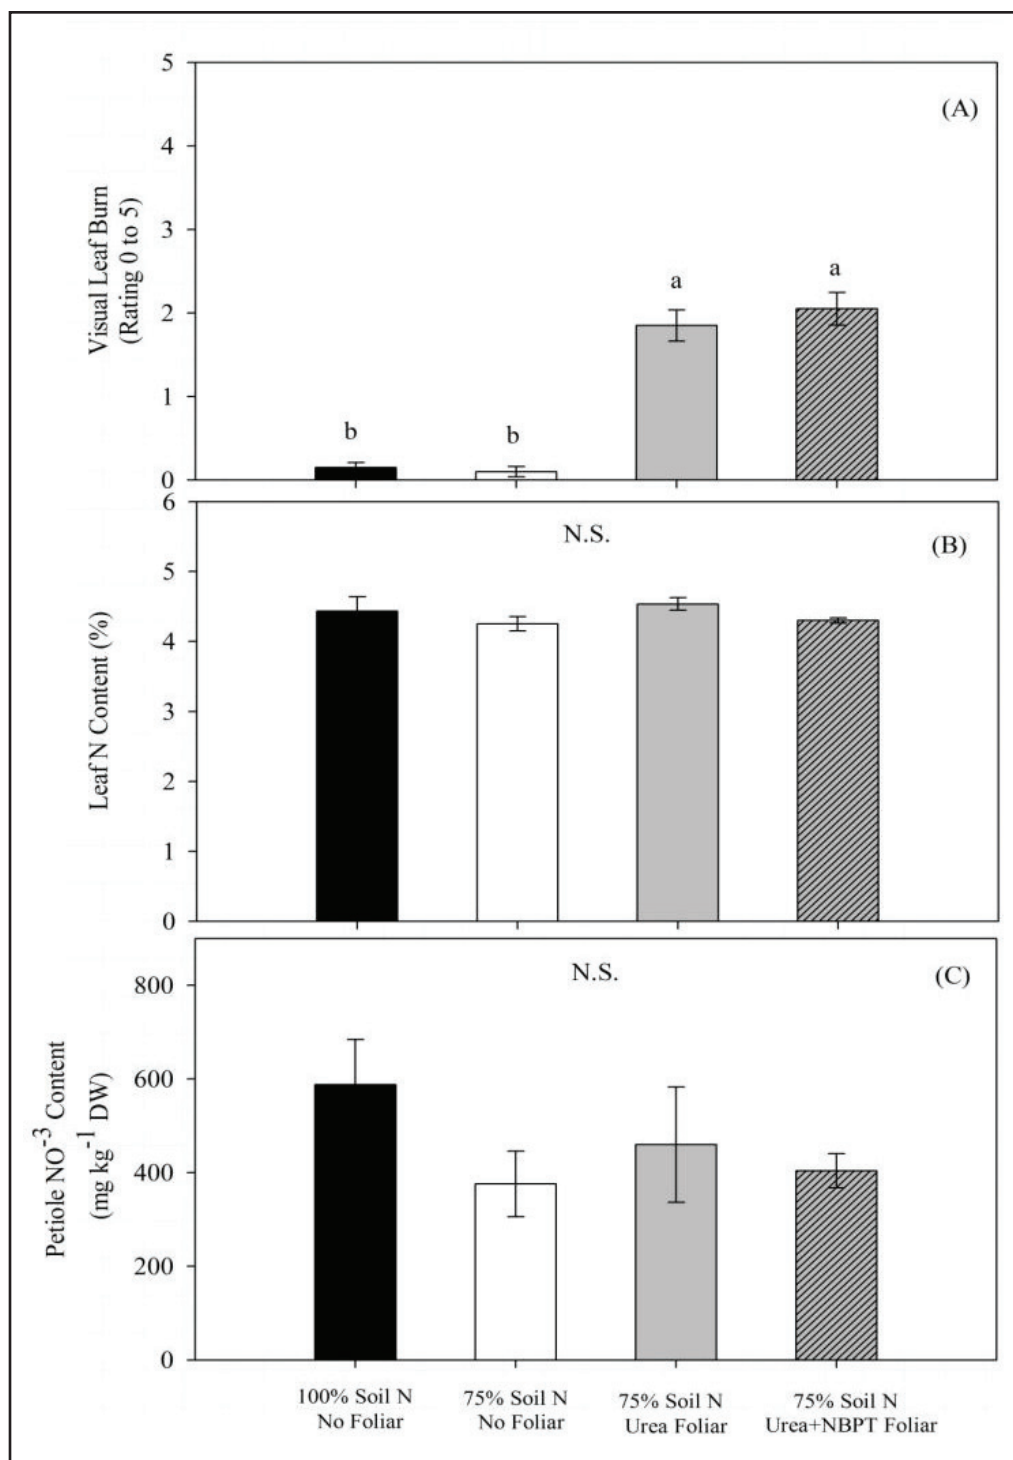 5
(A)
4
3
2
1
0
Visual Leaf Burn
(Rating 0 to 5)
a
a
b
b
6
N.S.
(B)
5
4
3
2
1
0
Leaf N Content (%)
N.S.
(C)
800
600
400
200
0
Petiole NO⁻³ Content
(mg kg⁻¹ DW)
100% Soil N
No Foliar
75% Soil N
No Foliar
75% Soil N
Urea Foliar
75% Soil N
Urea+NBPT Foliar